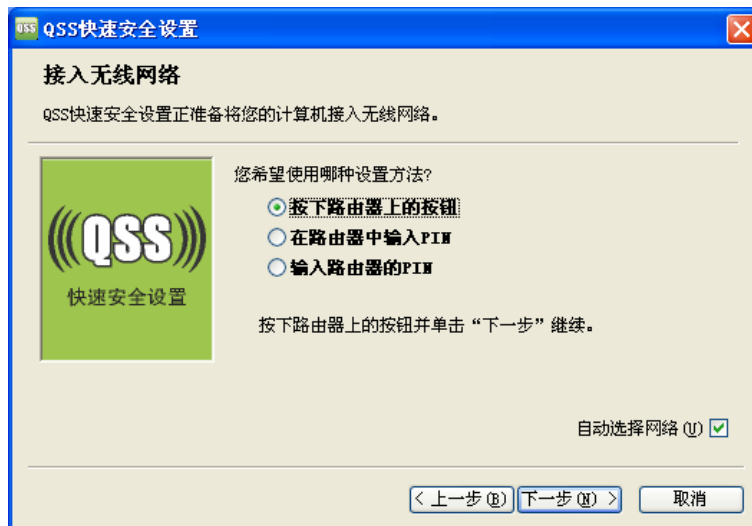 QSS QSS快速安全设置
接入无线网络
QSS快速安全设置正准备将您的计算机接入无线网络。
您希望使用哪种设置方法?
按下路由器上的按钮
在路由器中输入PIN
输入路由器的PIN
QSS
快速安全设置
按下路由器上的按钮并单击“下一步”继续。
自动选择网络(U)
< 上一步(B) 下一步(N) > 取消